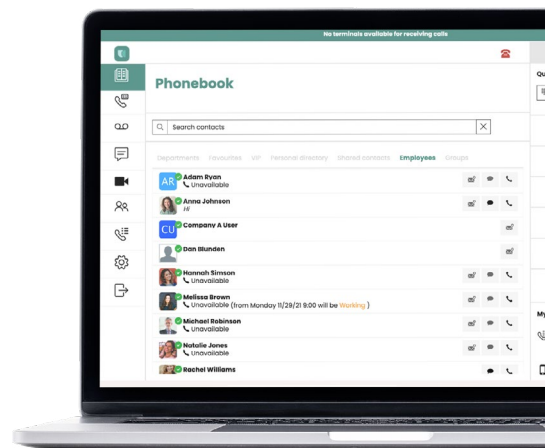 No terminals available for receiving calls
Phonebook
Search contacts
Departments Favourites VIP Personal directory Shared contacts Employees Groups
AR Adam Ryan
Unavailable
Anna Johnson
Hi
CU Company A User
Dan Blunden
Hannah Simson
Unavailable
Melissa Brown
Unavailable (from Monday 11/29/21 9:00 will be Working )
Michael Robinson
Unavailable
Natalie Jones
Unavailable
Rachel Williams
Qu
My